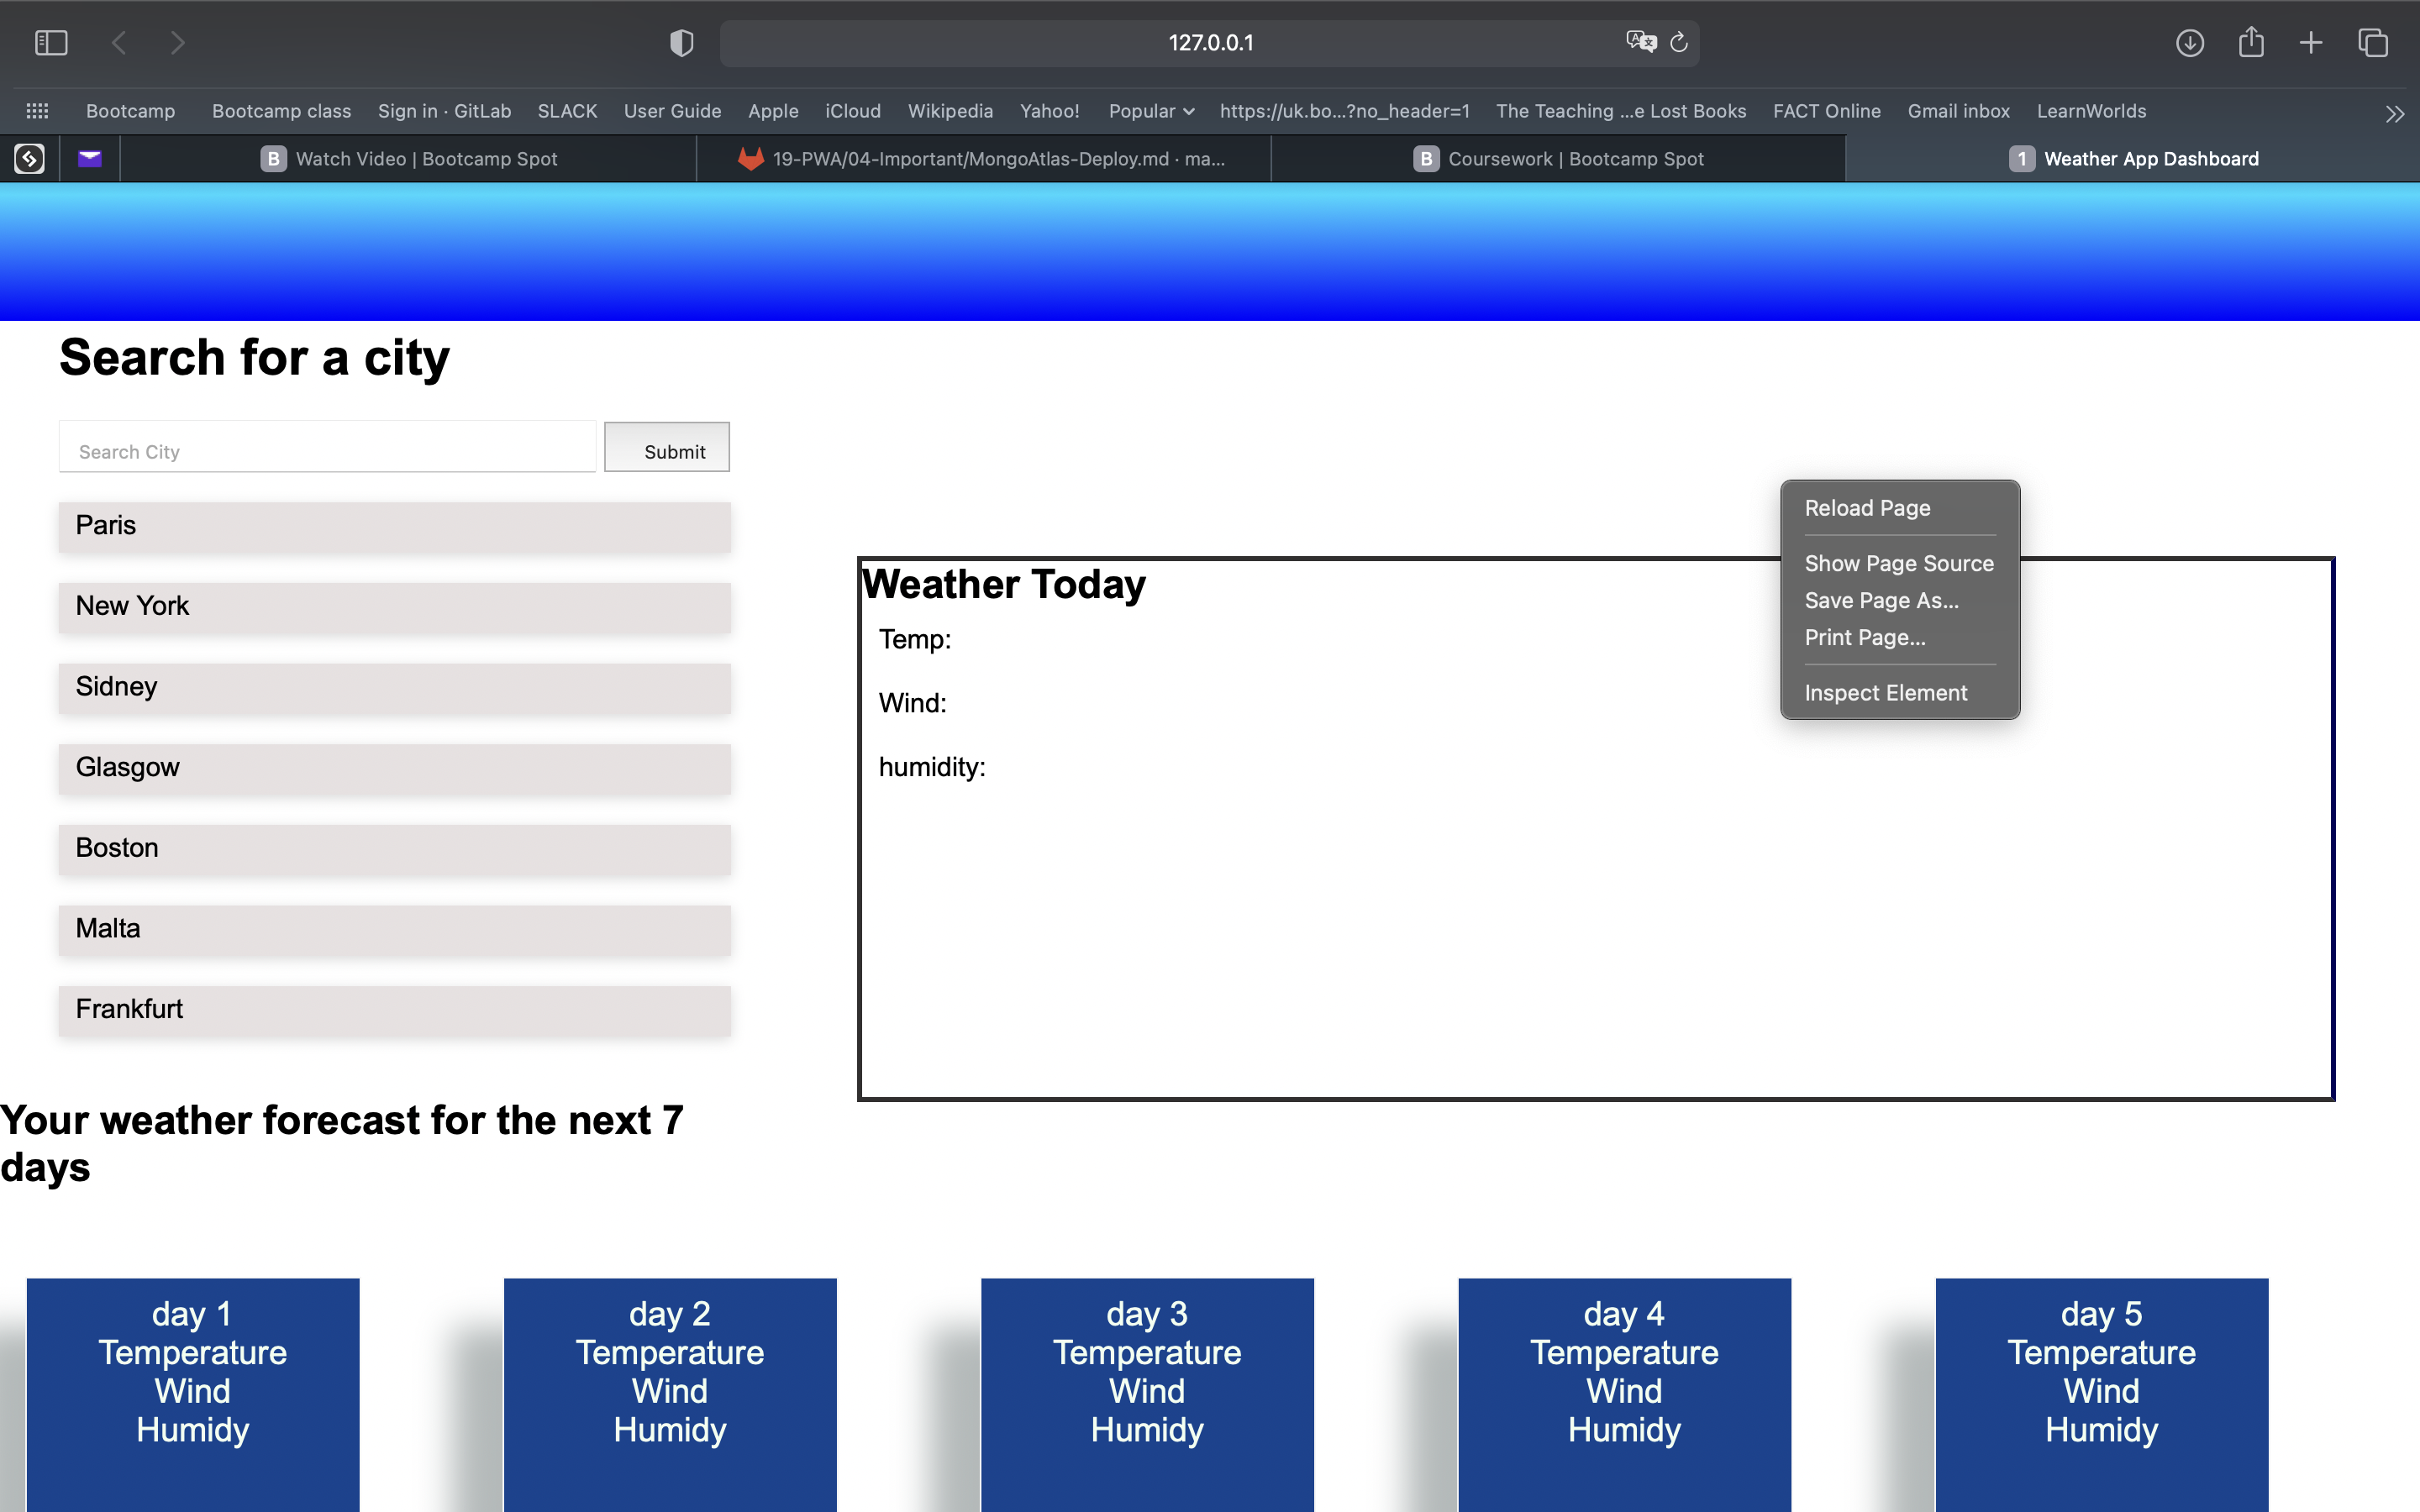 127.0.0.1
Bootcamp Bootcamp class Sign in · GitLab SLACK User Guide Apple iCloud Wikipedia Yahoo! Popular https://uk.bo...?no_header=1 The Teaching ...e Lost Books FACT Online Gmail inbox LearnWorlds
B Watch Video | Bootcamp Spot 19-PWA/04-Important/MongoAtlas-Deploy.md · ma... B Coursework | Bootcamp Spot 1 Weather App Dashboard
Search for a city
Search City Submit
Paris
New York
Sidney
Glasgow
Boston
Malta
Frankfurt
Weather Today
Temp:
Wind:
humidity:
Reload Page
Show Page Source
Save Page As...
Print Page...
Inspect Element
Your weather forecast for the next 7
days
day 1
Temperature
Wind
Humidy
day 2
Temperature
Wind
Humidy
day 3
Temperature
Wind
Humidy
day 4
Temperature
Wind
Humidy
day 5
Temperature
Wind
Humidy